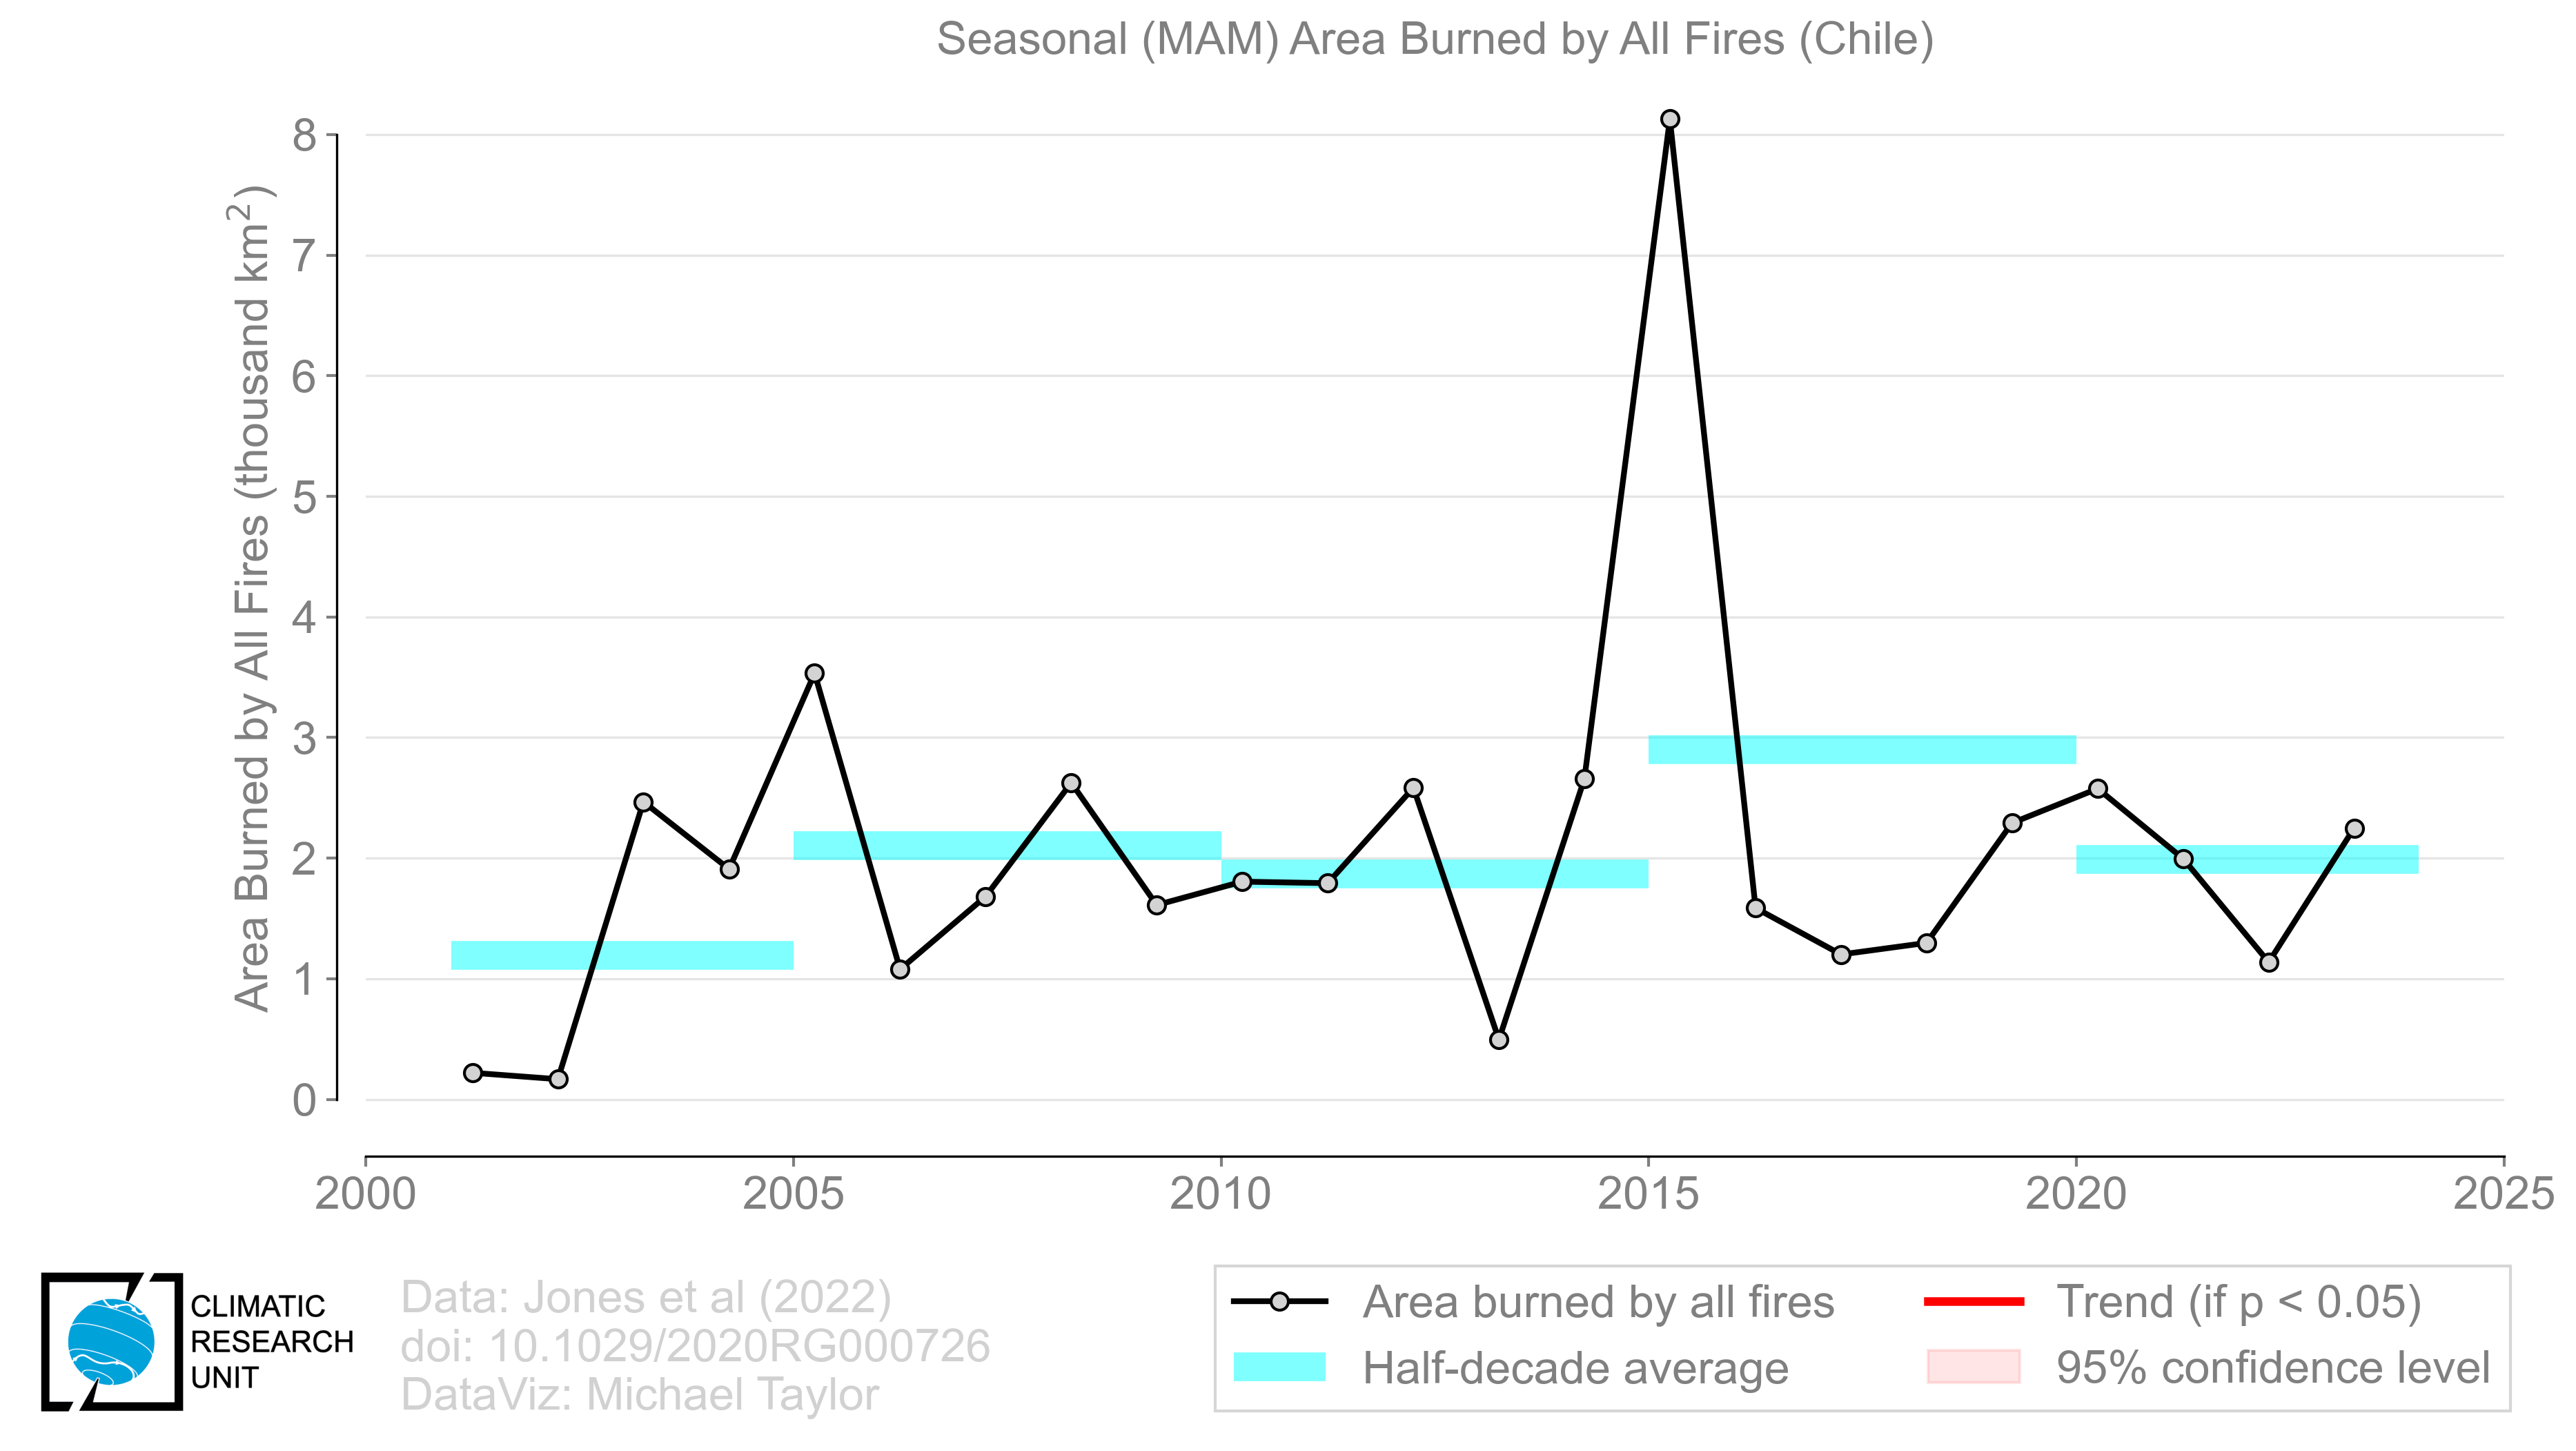 Seasonal (MAM) Area Burned by All Fires (Chile)
Area Burned by All Fires (thousand km²)
8
7
6
5
4
3
2
1
0
2000 2005 2010 2015 2020 2025
CLIMATIC
RESEARCH
UNIT
Data: Jones et al (2022)
doi: 10.1029/2020RG000726
DataViz: Michael Taylor
Area burned by all fires
Half-decade average
Trend (if p < 0.05)
95% confidence level